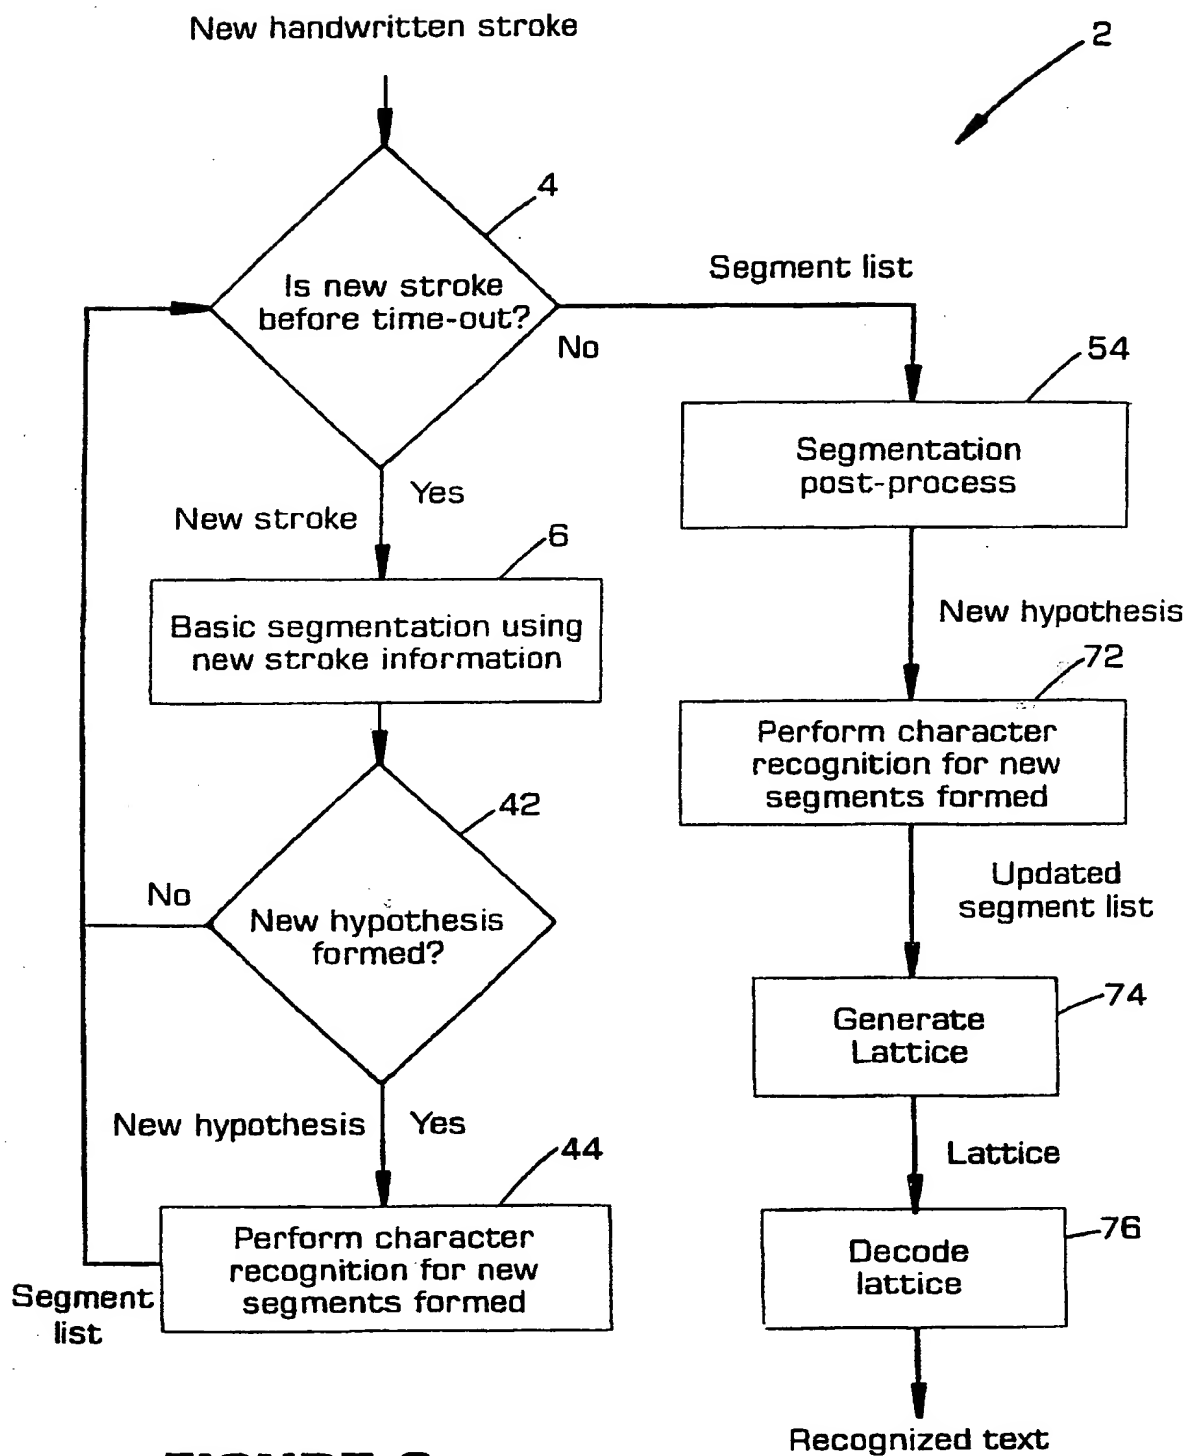 New handwritten stroke
2
4
Is new stroke
before time-out?
Segment list
No
54
Segmentation
post-process
Yes
New stroke
6
Basic segmentation using
new stroke information
New hypothesis
72
Perform character
recognition for new
segments formed
42
No
New hypothesis
formed?
Updated
segment list
74
Generate
Lattice
New hypothesis
Yes
44
Lattice
Perform character
recognition for new
segments formed
76
Decode
lattice
Segment
list
Recognized text